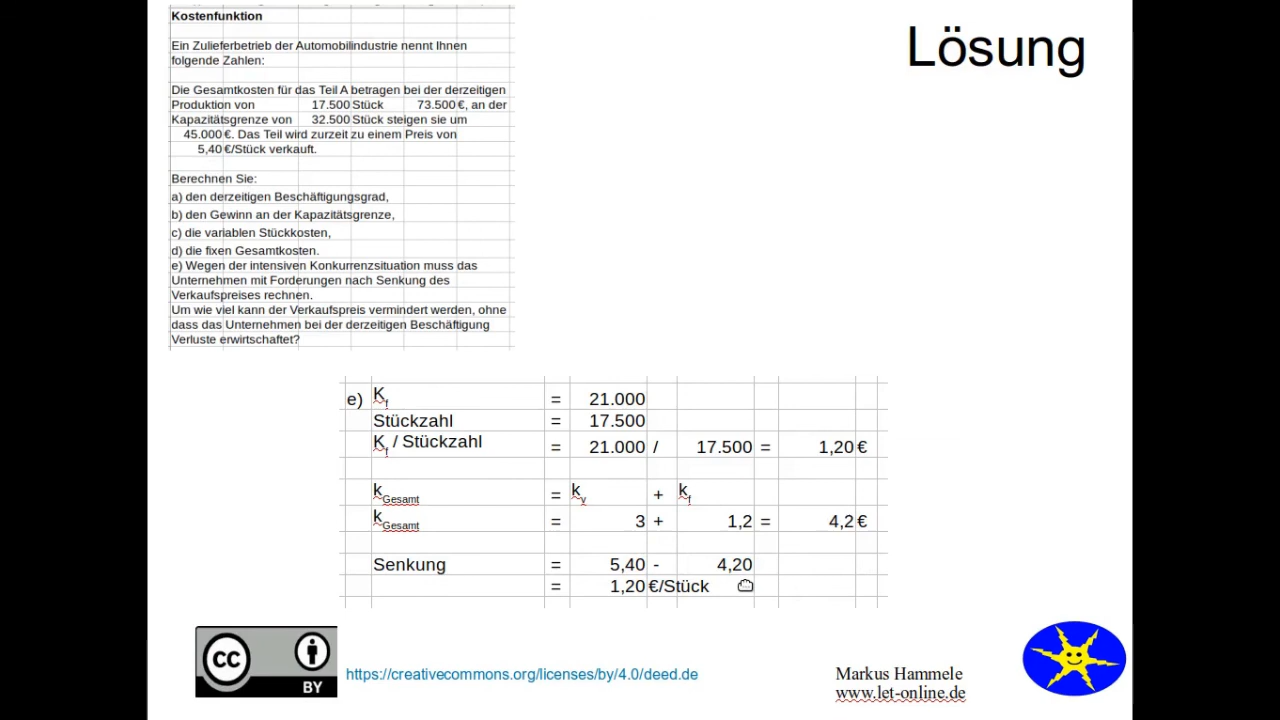 Kostenfunktion
Lösung
Ein Zulieferbetrieb der Automobilindustrie nennt Ihnen
folgende Zahlen:
Die Gesamtkosten für das Teil A betragen bei der derzeitigen
Produktion von 17.500 Stück 73.500 €, an der
Kapazitätsgrenze von 32.500 Stück steigen sie um
45.000 €. Das Teil wird zurzeit zu einem Preis von
5,40 €/Stück verkauft.
Berechnen Sie:
a) den derzeitigen Beschäftigungsgrad,
b) den Gewinn an der Kapazitätsgrenze,
c) die variablen Stückkosten,
d) die fixen Gesamtkosten.
e) Wegen der intensiven Konkurrenzsituation muss das
Unternehmen mit Forderungen nach Senkung des
Verkaufspreises rechnen.
Um wie viel kann der Verkaufspreis vermindert werden, ohne
dass das Unternehmen bei der derzeitigen Beschäftigung
Verluste erwirtschaftet?
e) Kf = 21.000
Stückzahl = 17.500
Kf / Stückzahl = 21.000 / 17.500 = 1,20 €
kGesamt = kv + kf
kGesamt = 3 + 1,2 = 4,2 €
Senkung = 5,40 - 4,20
= 1,20 €/Stück
CC BY
https://creativecommons.org/licenses/by/4.0/deed.de
Markus Hammele
www.let-online.de